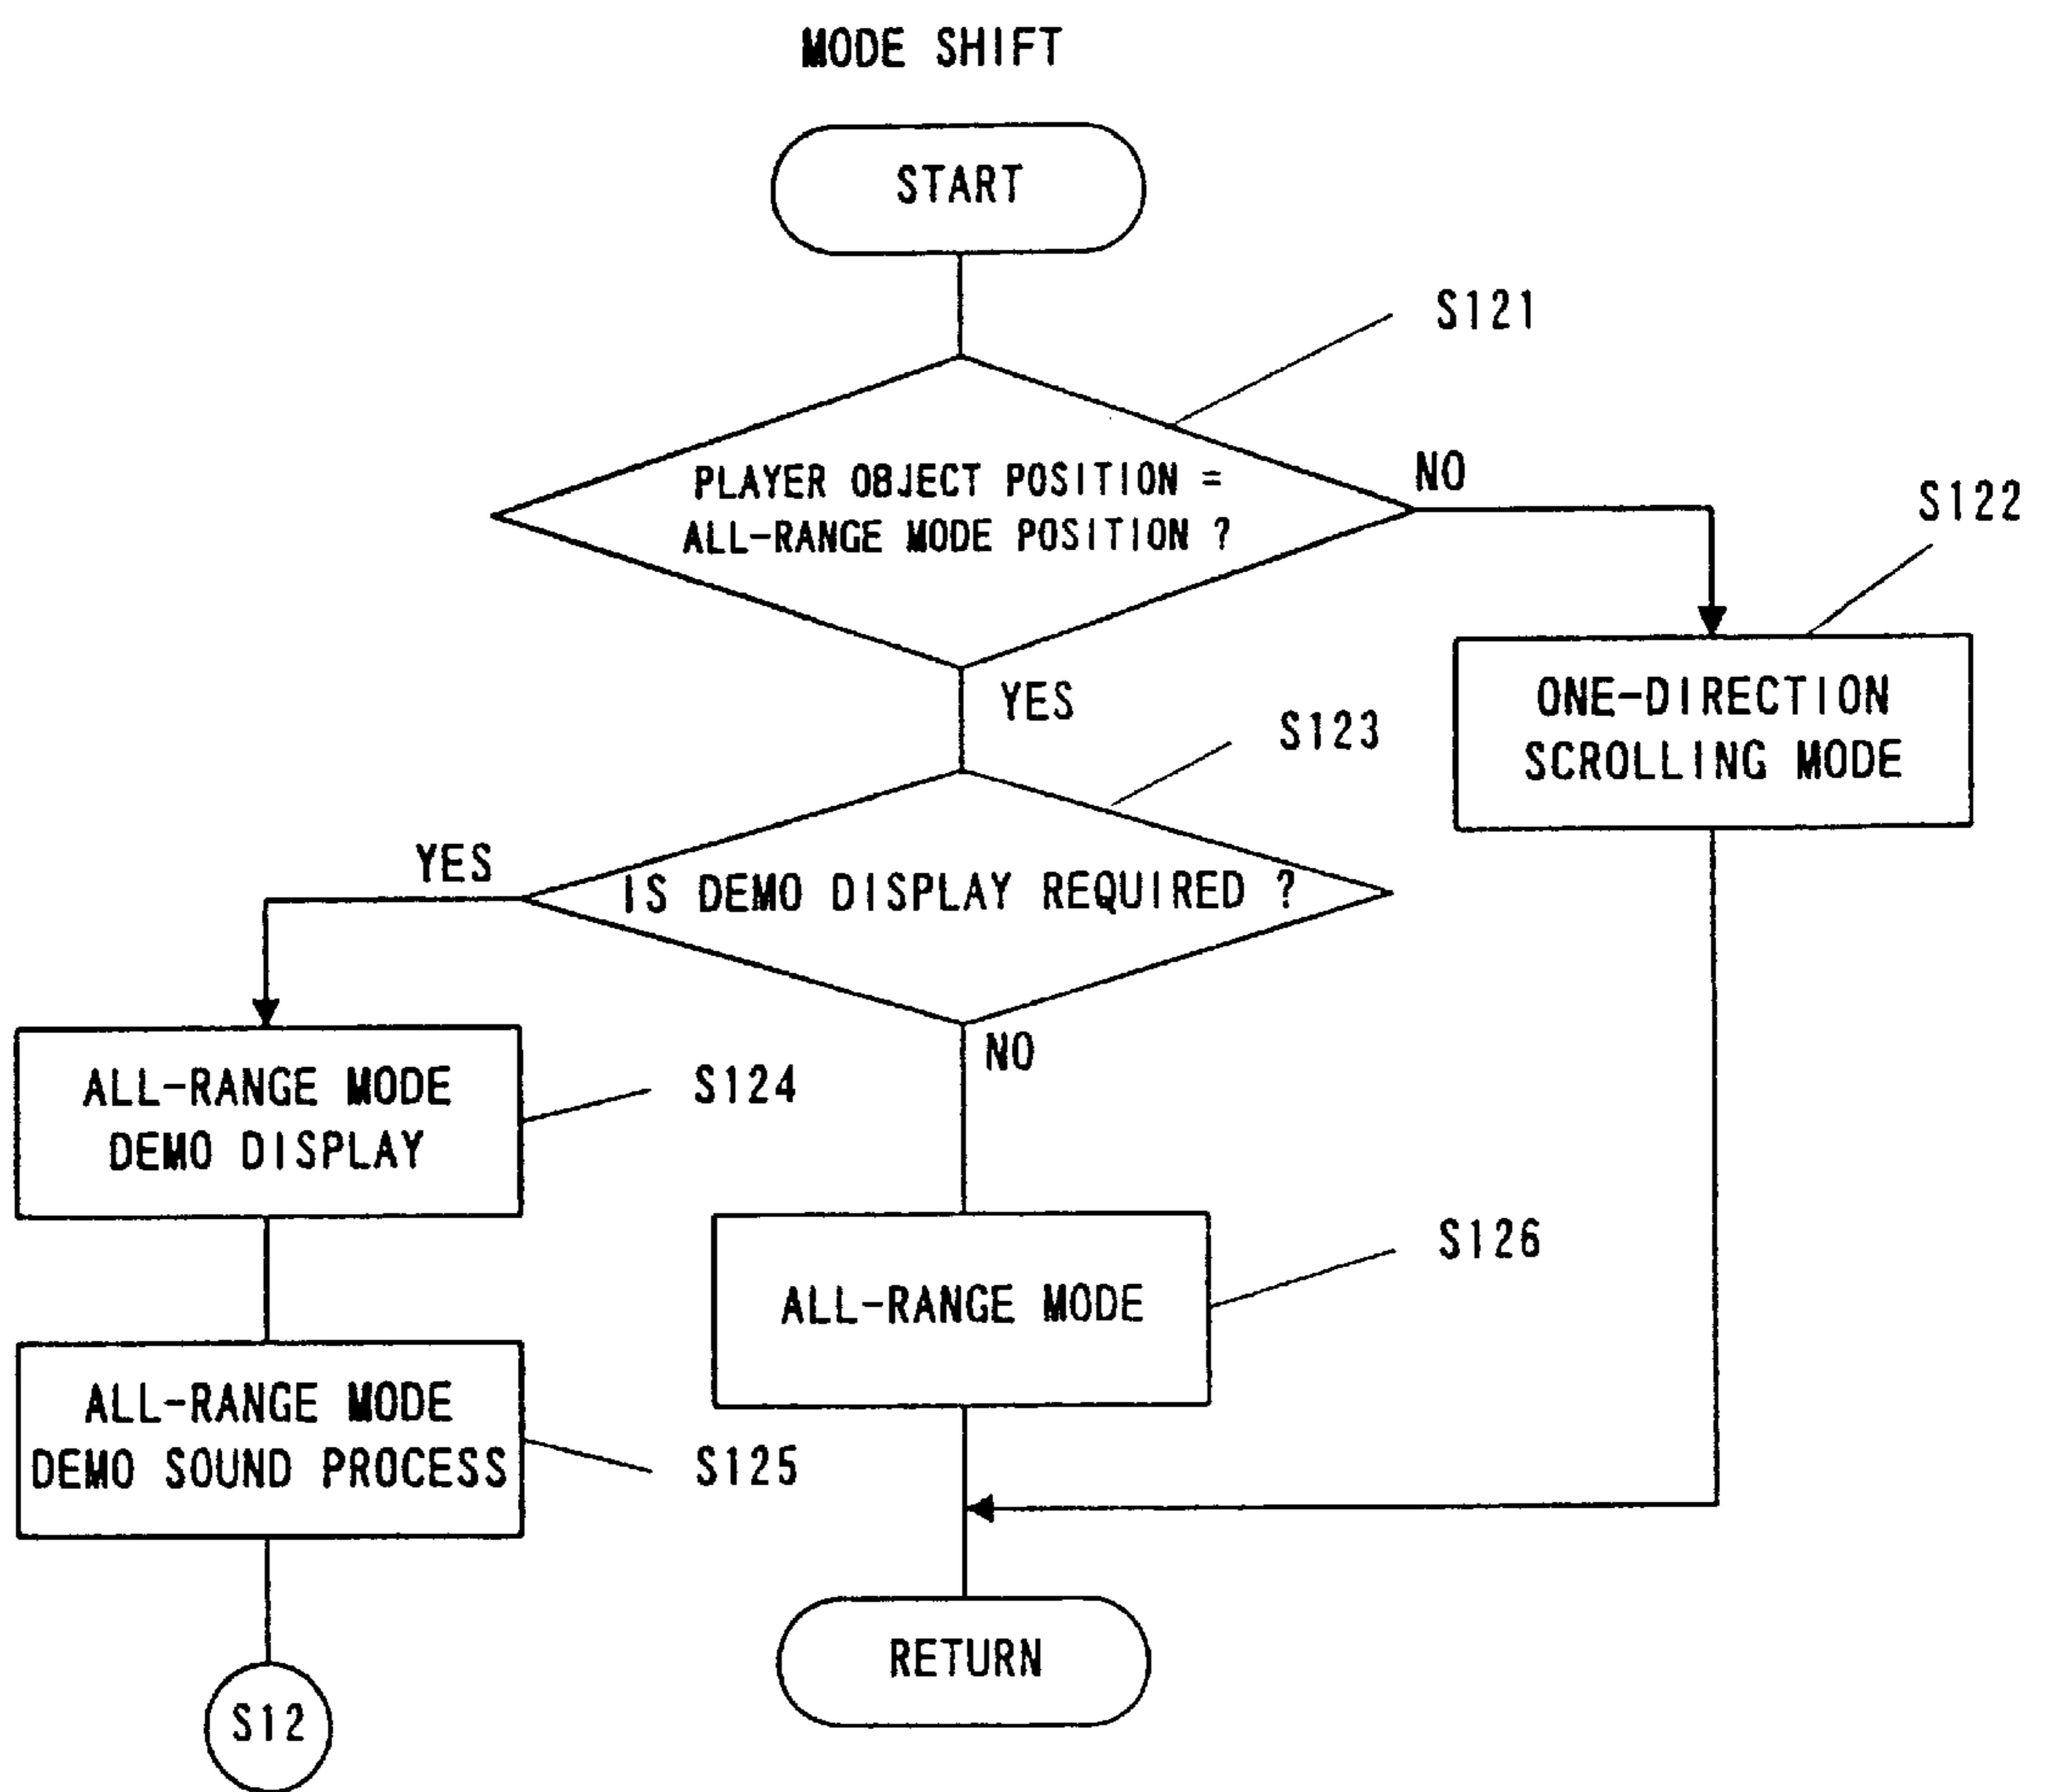 MODE SHIFT
START
S121
PLAYER OBJECT POSITION =
ALL-RANGE MODE POSITION ?
NO
S122
ONE-DIRECTION
SCROLLING MODE
YES
S123
IS DEMO DISPLAY REQUIRED ?
YES
NO
ALL-RANGE MODE
DEMO DISPLAY
S124
ALL-RANGE MODE
S126
ALL-RANGE MODE
DEMO SOUND PROCESS
S125
RETURN
S12